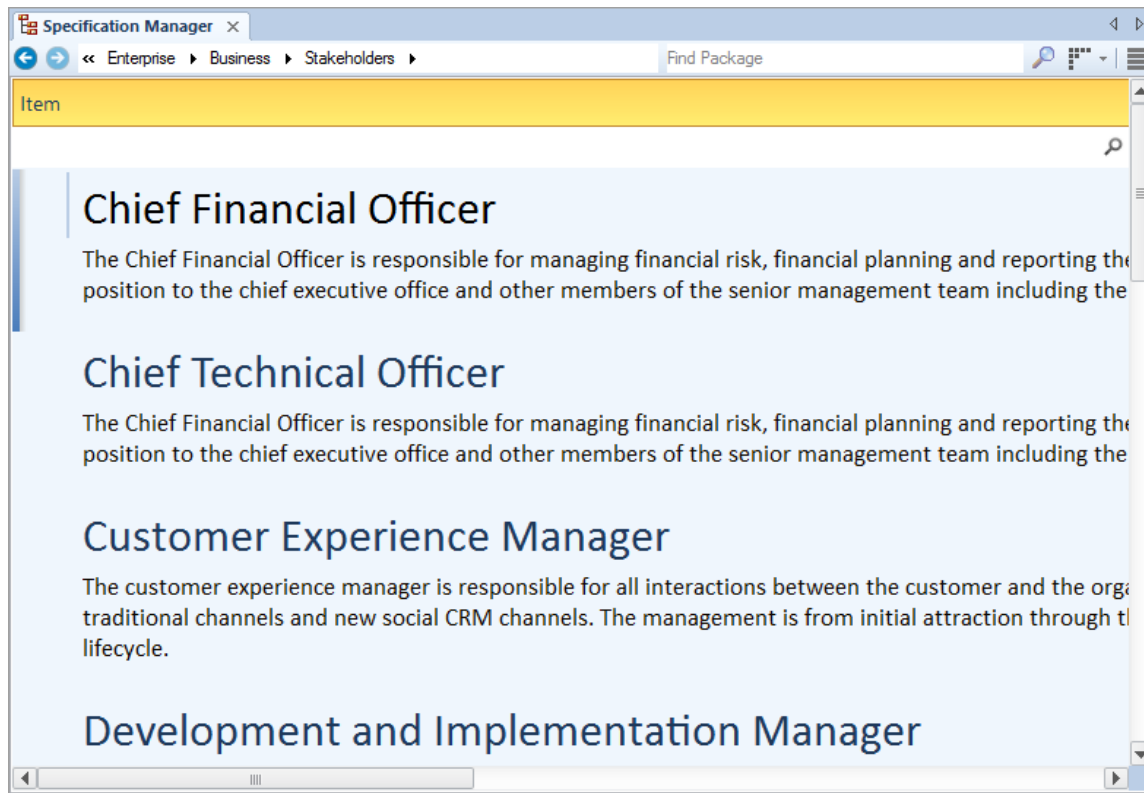 Specification Manager
« Enterprise Business Stakeholders Find Package
Item
Chief Financial Officer
The Chief Financial Officer is responsible for managing financial risk, financial planning and reporting the
position to the chief executive office and other members of the senior management team including the
Chief Technical Officer
The Chief Financial Officer is responsible for managing financial risk, financial planning and reporting the
position to the chief executive office and other members of the senior management team including the
Customer Experience Manager
The customer experience manager is responsible for all interactions between the customer and the
traditional channels and new social CRM channels. The management is from initial attraction through
lifecycle.
Development and Implementation Manager